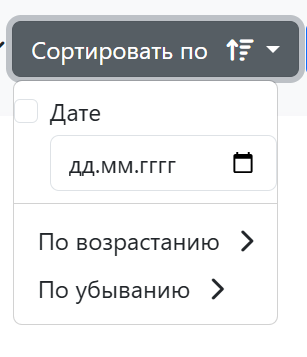 Сортировать по
Дате
дд.мм.гггг
По возрастанию
По убыванию